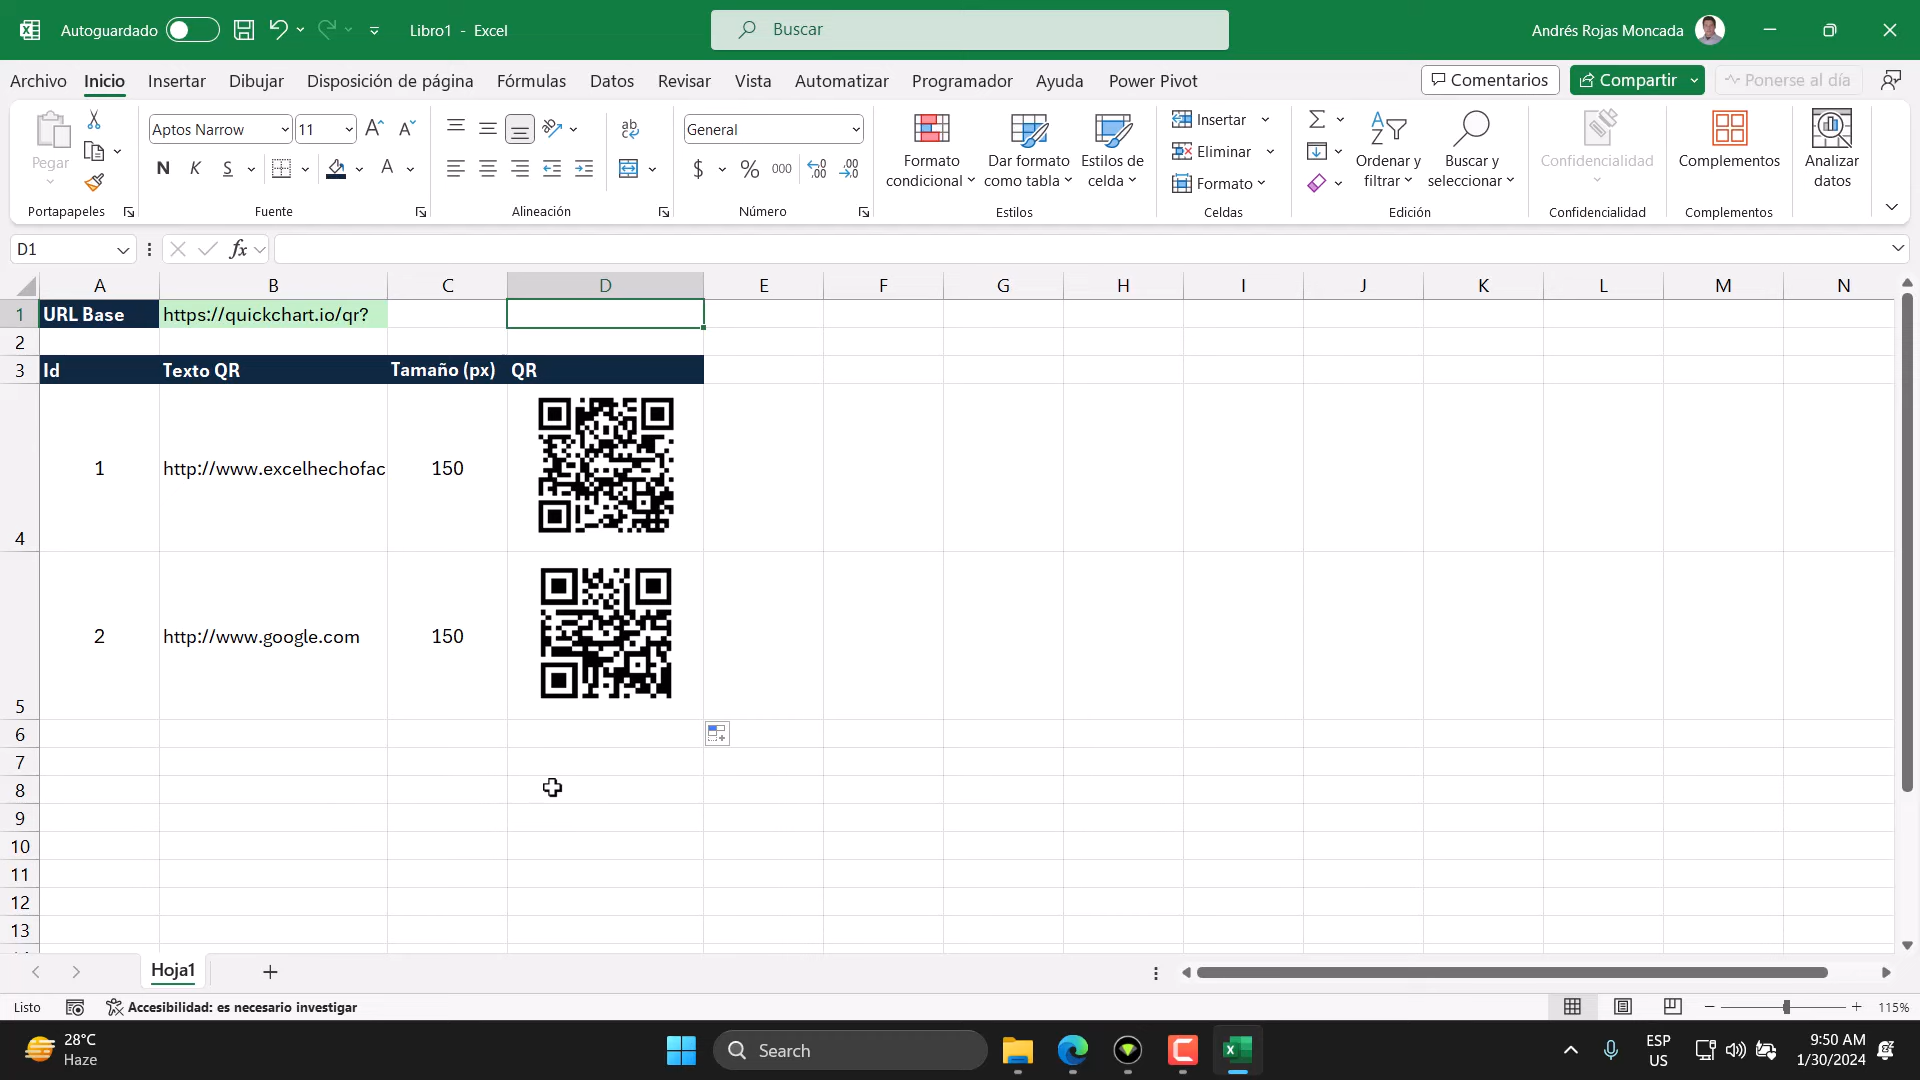 Autoguardado
Libro1 - Excel
Buscar
Andrés Rojas Moncada
Archivo Inicio Insertar Dibujar Disposición de página Fórmulas Datos Revisar Vista Automatizar Programador Ayuda Power Pivot
Comentarios Compartir Ponerse al día
Pegar
Portapapeles
Aptos Narrow 11
N K S A
Fuente
ab
Alineación
General
$ % 000
Número
Formato condicional
Dar formato como tabla
Estilos de celda
Estilos
Insertar
Eliminar
Formato
Celdas
Ordenar y filtrar
Buscar y seleccionar
Edición
Confidencialidad
Confidencialidad
Complementos
Complementos
Analizar datos
D1 fx
A B C D E F G H I J K L M N
1 URL Base https://quickchart.io/qr?
2
3 Id Texto QR Tamaño (px) QR
4 1 http://www.excelhechofac 150
5 2 http://www.google.com 150
6
7
8
9
10
11
12
13
Hoja1
Listo Accesibilidad: es necesario investigar
115%
28°C
Haze
Search
ESP
US
9:50 AM
1/30/2024